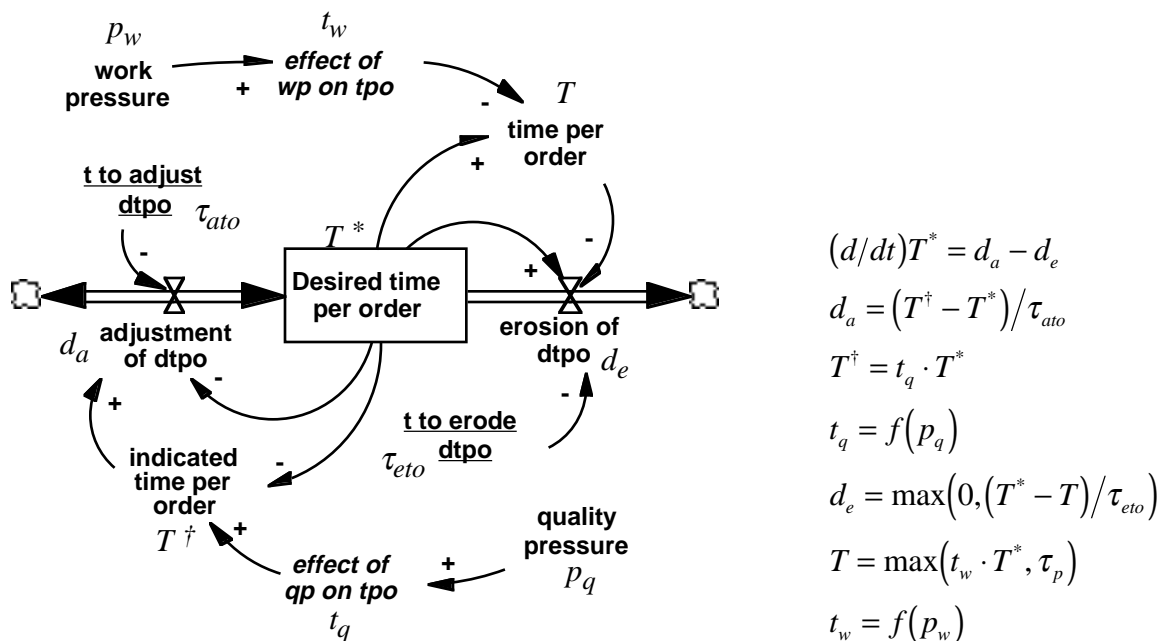 p_w
work
pressure
+
t_w
effect of
wp on tpo
-
T
time per
order
+
t to adjust
dtpo
τ_ato
-
T *
Desired time
per order
+
-
adjustment
of dtpo
d_a
erosion of
dtpo
d_e
-
-
+
t to erode
dtpo
τ_eto
-
indicated
time per
order
T †
+
effect of
qp on tpo
t_q
+
quality
pressure
p_q
(d/dt)T^* = d_a − d_e
d_a = (T^† − T^*)/τ_ato
T^† = t_q · T^*
t_q = f(p_q)
d_e = max(0,(T^* − T)/τ_eto)
T = max(t_w · T^*, τ_p)
t_w = f(p_w)